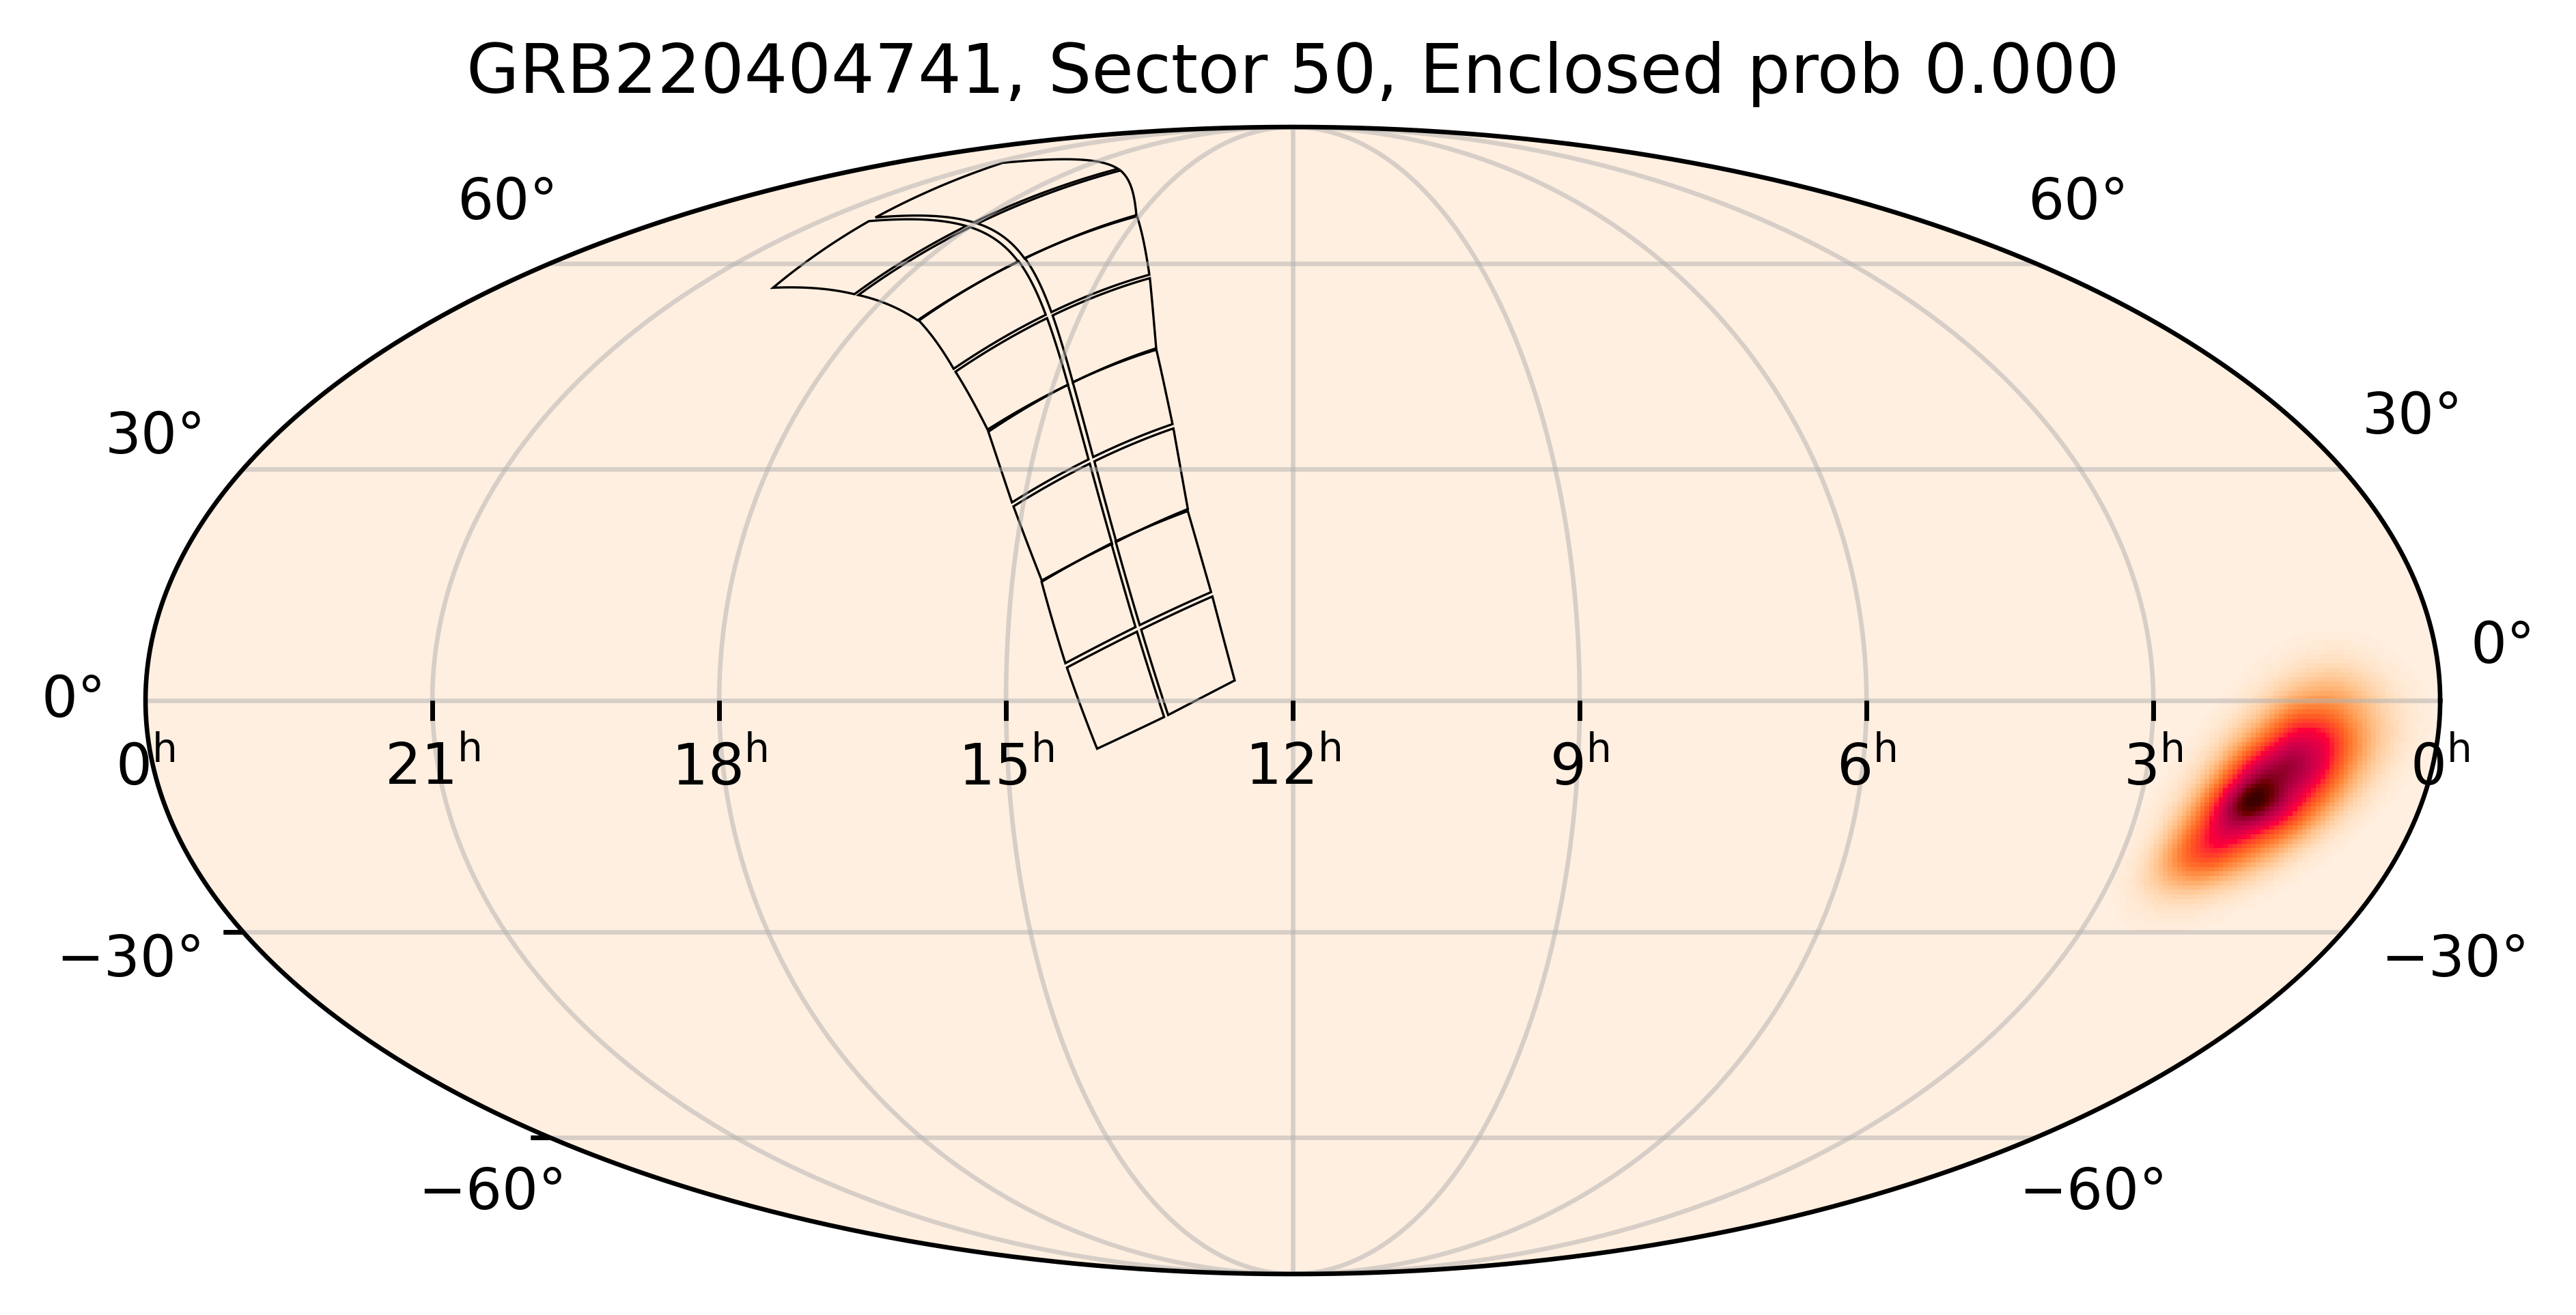 GRB220404741, Sector 50, Enclosed prob 0.000
60° 60°
30° 30°
0° 0°
0ʰ 21ʰ 18ʰ 15ʰ 12ʰ 9ʰ 6ʰ 3ʰ 0ʰ
−30° −30°
−60° −60°